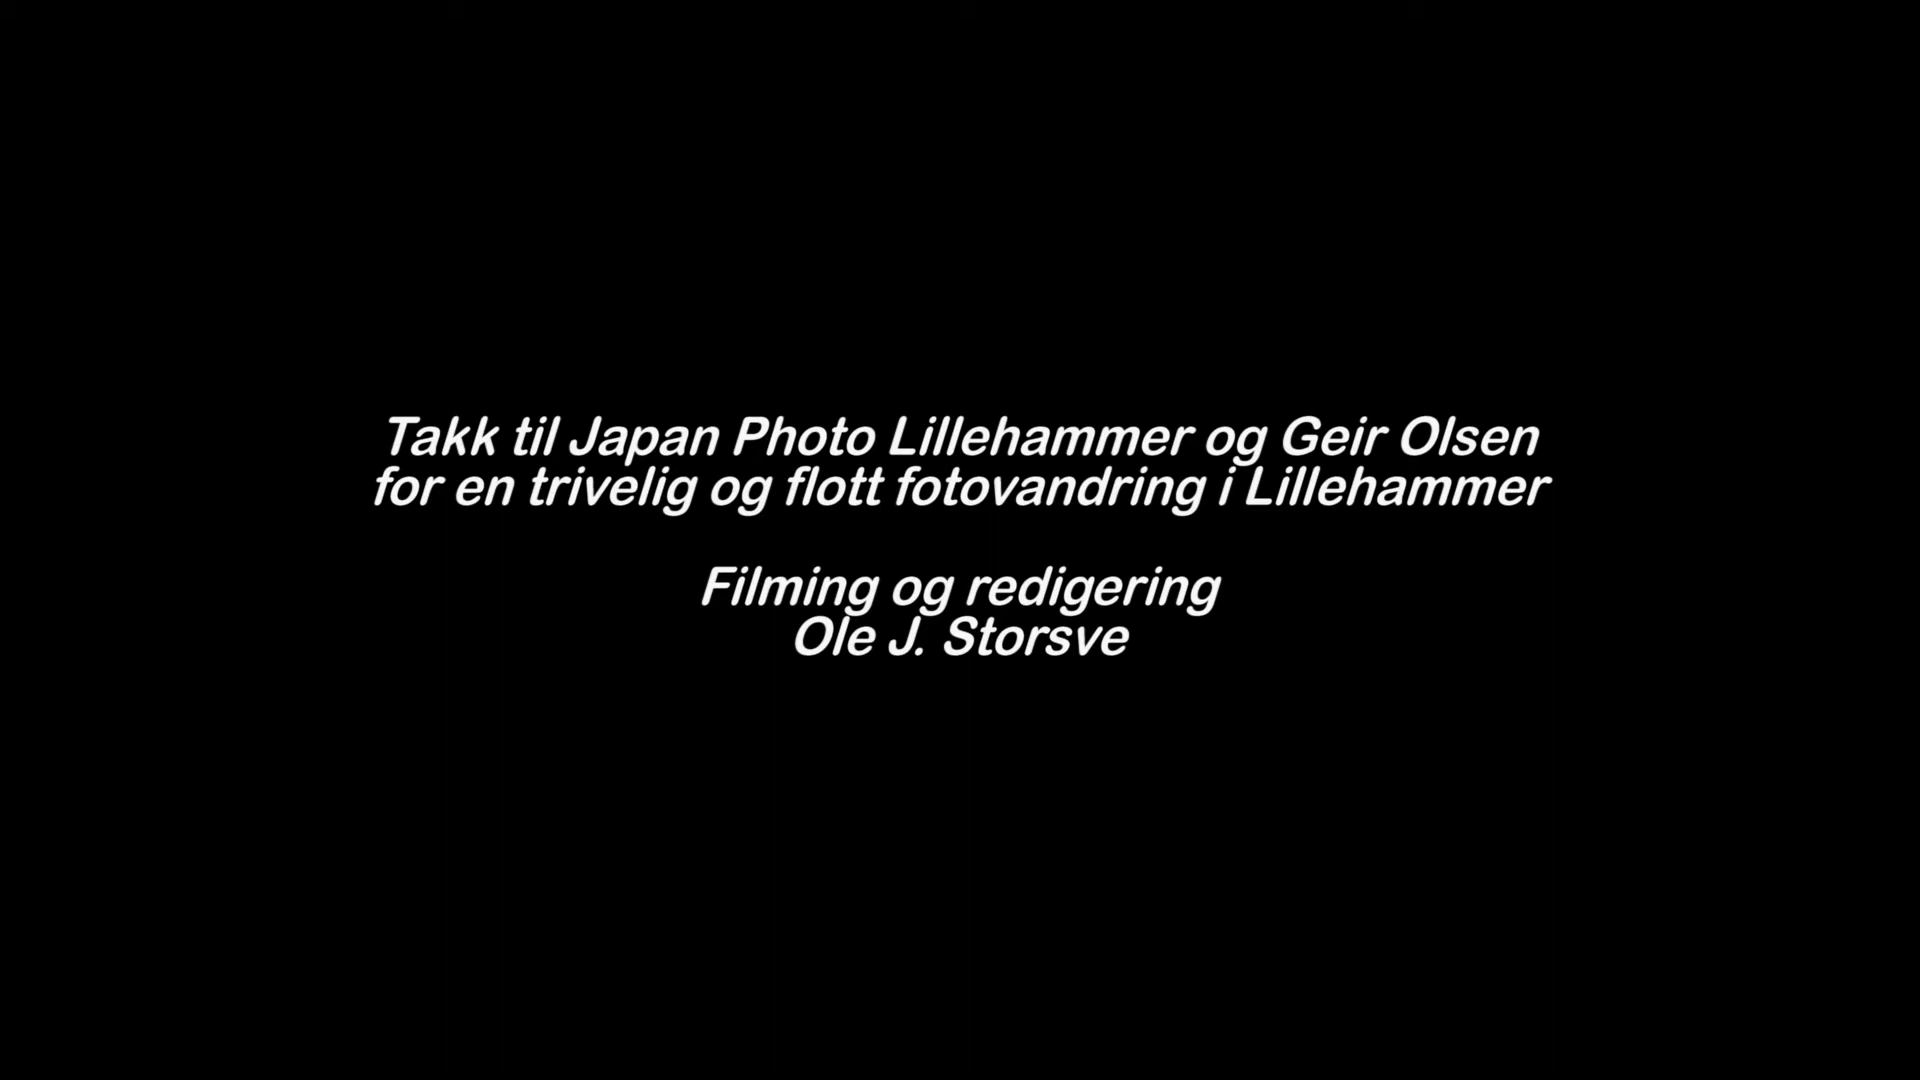 Takk til Japan Photo Lillehammer og Geir Olsen
for en trivelig og flott fotovandring i Lillehammer
Filming og redigering
Ole J. Storsve